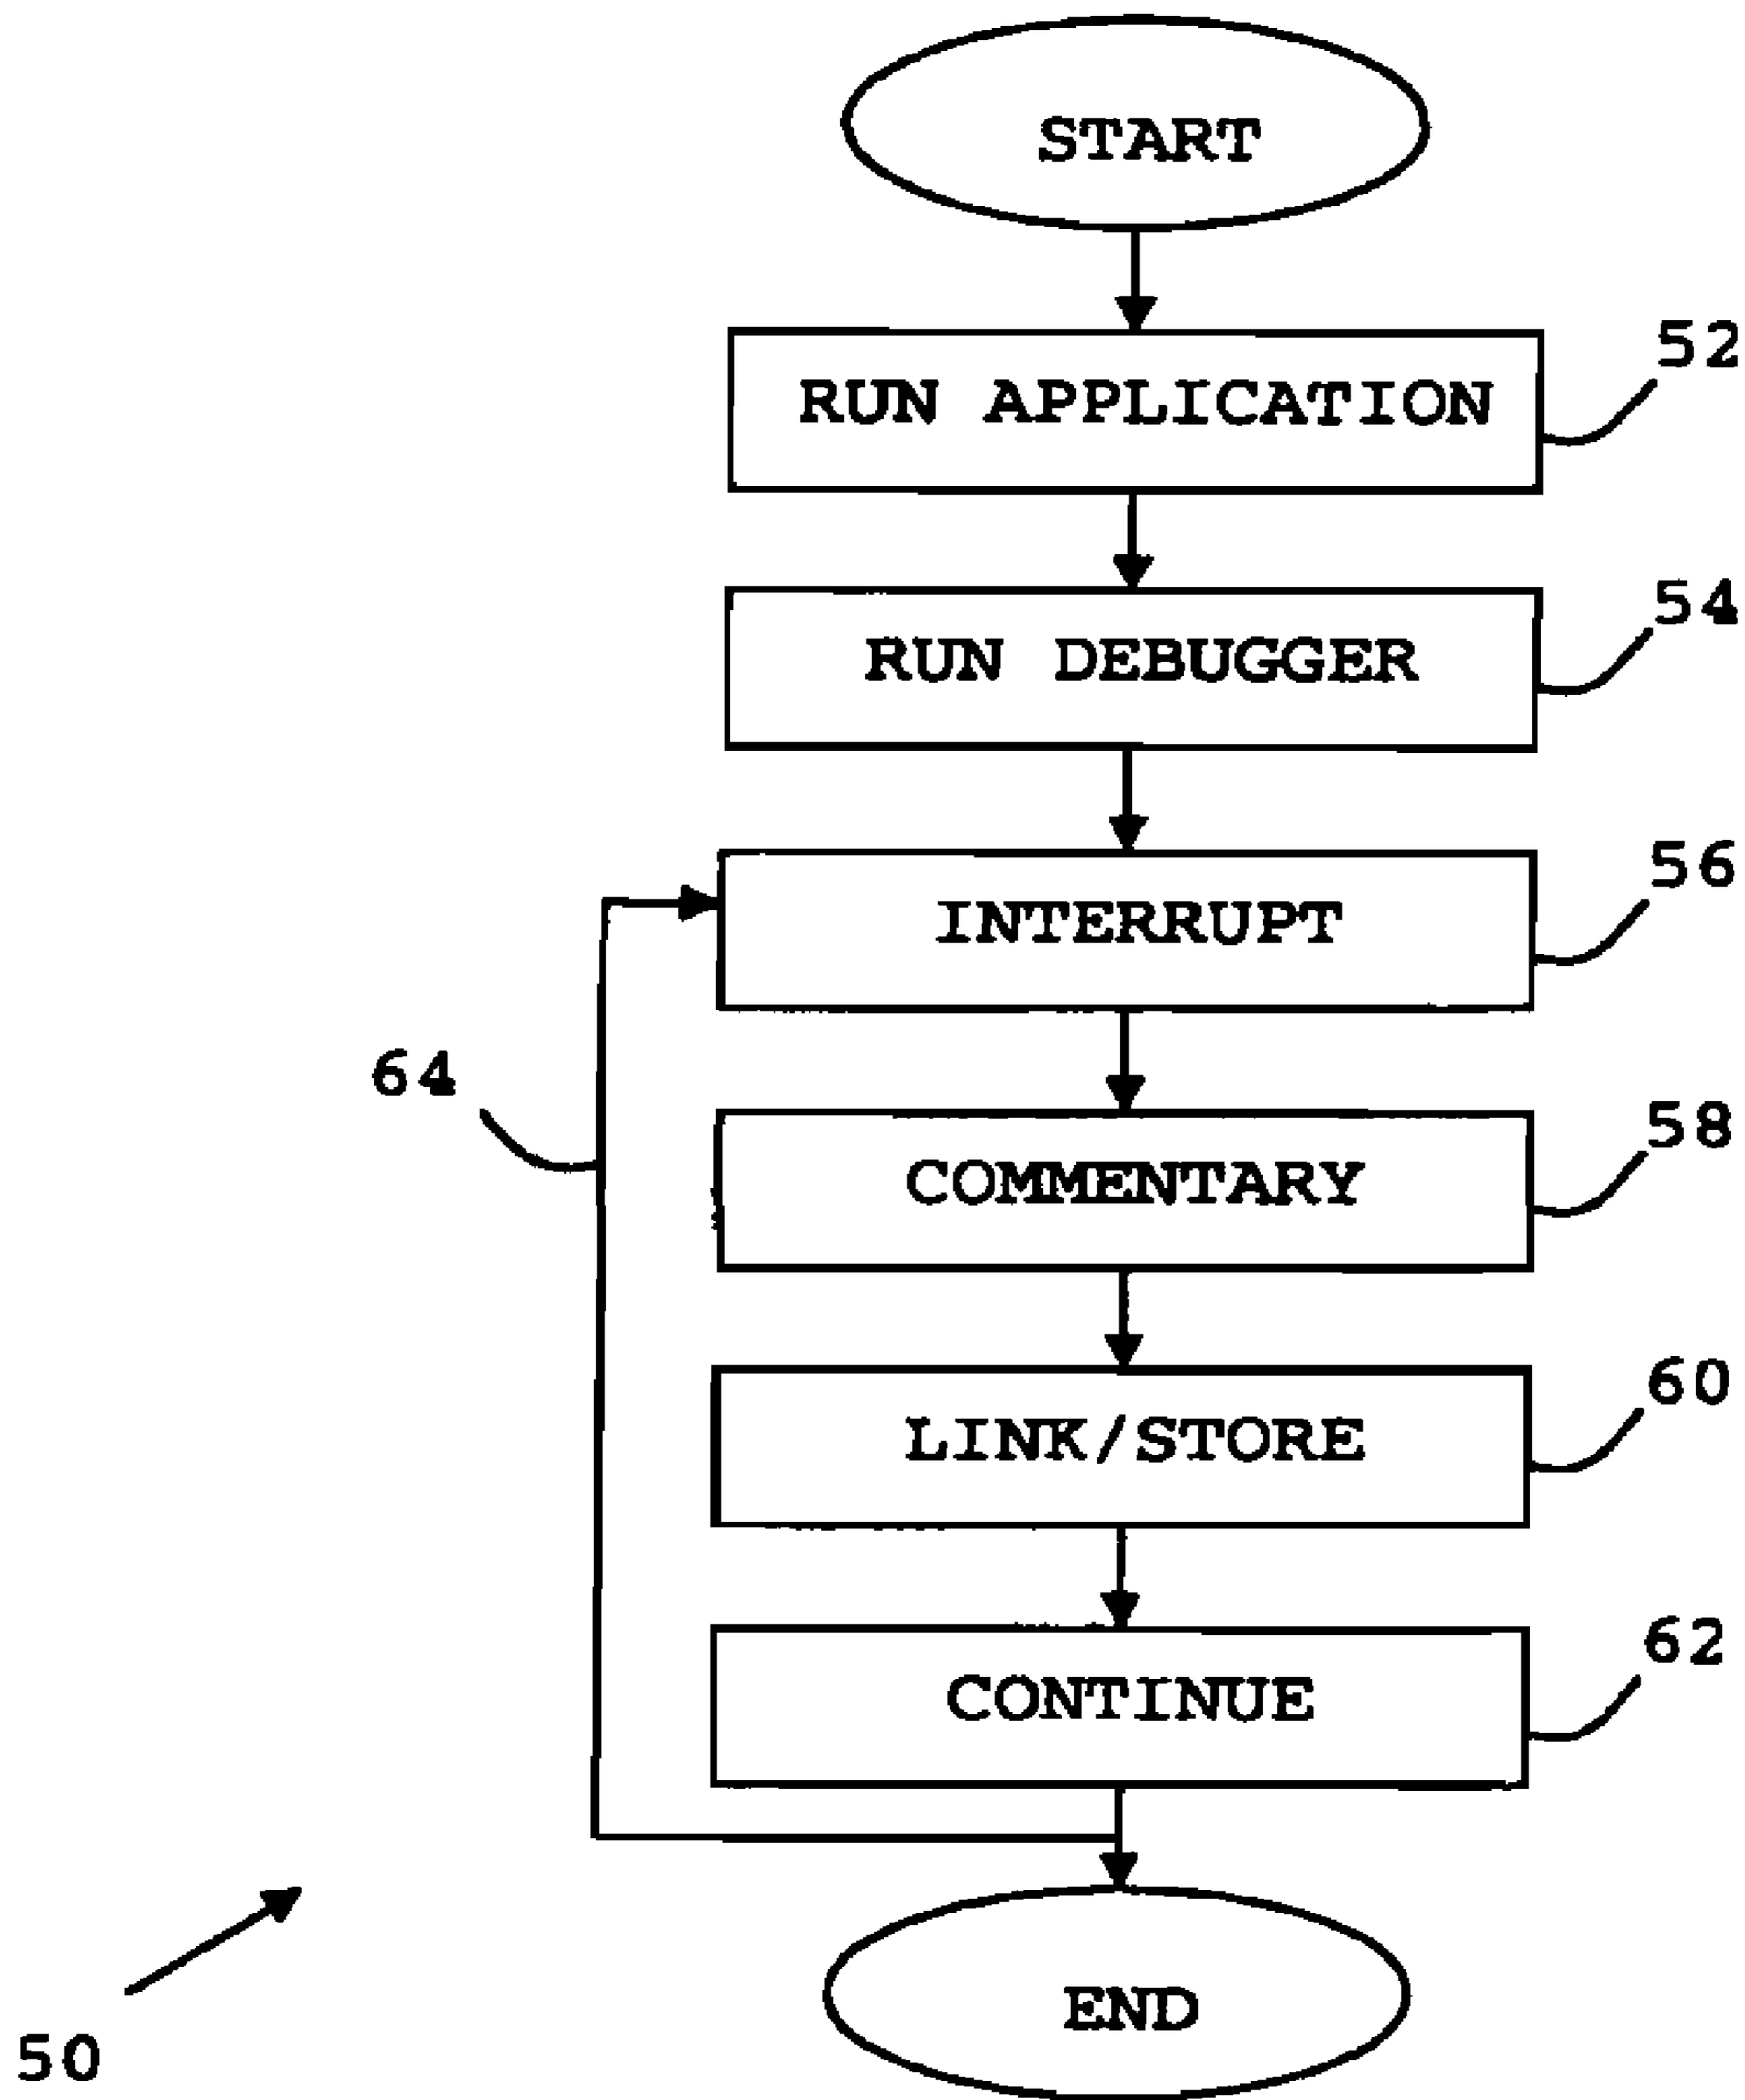 START
RUN APPLICATION
52
RUN DEBUGGER
54
INTERRUPT
56
64
COMMENTARY
58
LINK/STORE
60
CONTINUE
62
END
50